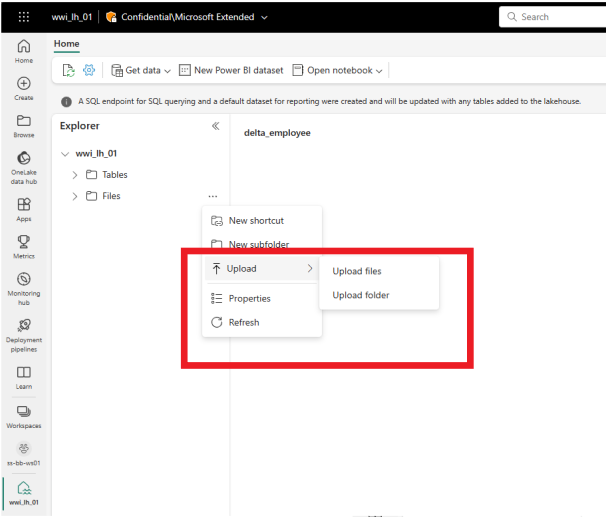 wwi_lh_01 Confidential\Microsoft Extended
Search
Home
Home
Get data New Power BI dataset Open notebook
Create
A SQL endpoint for SQL querying and a default dataset for reporting were created and will be updated with any tables added to the lakehouse.
Explorer
delta_employee
Browse
wwi_lh_01
OneLake
data hub
Tables
Files
Apps
New shortcut
New subfolder
Metrics
Upload
Upload files
Monitoring
hub
Properties
Upload folder
Refresh
Deployment
pipelines
Learn
Workspaces
ss-bb-ws01
wwi_lh_01